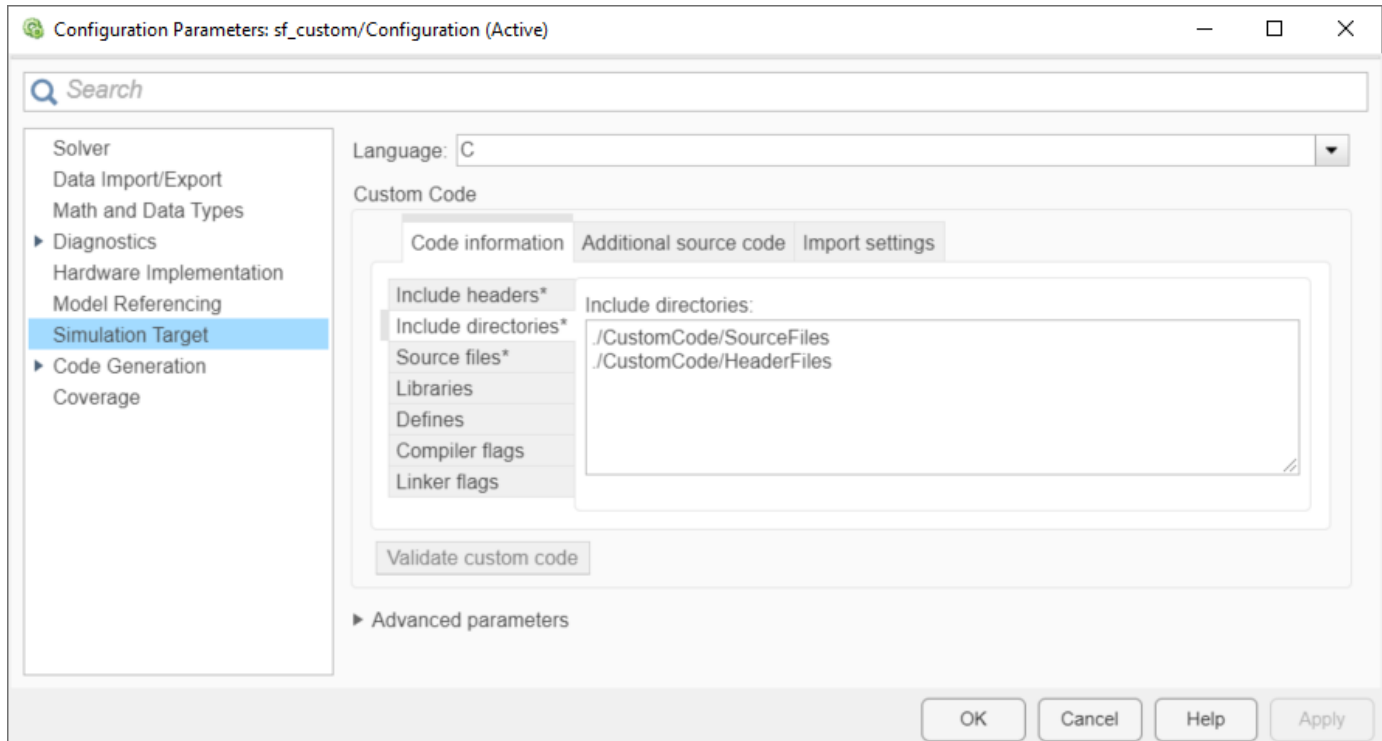 Configuration Parameters: sf_custom/Configuration (Active)
Search
Solver
Data Import/Export
Math and Data Types
Diagnostics
Hardware Implementation
Model Referencing
Simulation Target
Code Generation
Coverage
Language: C
Custom Code
Code information Additional source code Import settings
Include headers*
Include directories*
Source files*
Libraries
Defines
Compiler flags
Linker flags
Include directories:
./CustomCode/SourceFiles
./CustomCode/HeaderFiles
Validate custom code
Advanced parameters
OK Cancel Help Apply